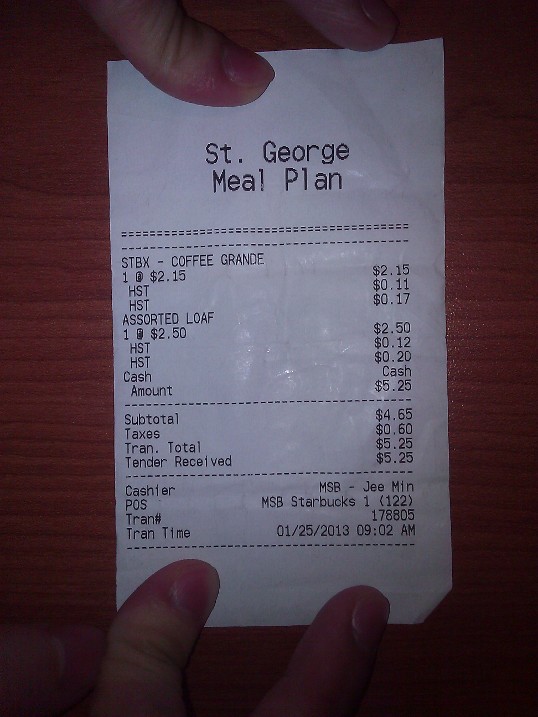 St. George
Meal Plan
==========================================
------------------------------------------
STBX - COFFEE GRANDE
1 @ $2.15 $2.15
HST $0.11
HST $0.17
ASSORTED LOAF
1 @ $2.50 $2.50
HST $0.12
HST $0.20
Cash Cash
Amount $5.25
------------------------------------------
Subtotal $4.65
Taxes $0.60
Tran. Total $5.25
Tender Received $5.25
------------------------------------------
Cashier MSB - Jee Min
POS MSB Starbucks 1 (122)
Tran# 178805
Tran Time 01/25/2013 09:02 AM
------------------------------------------